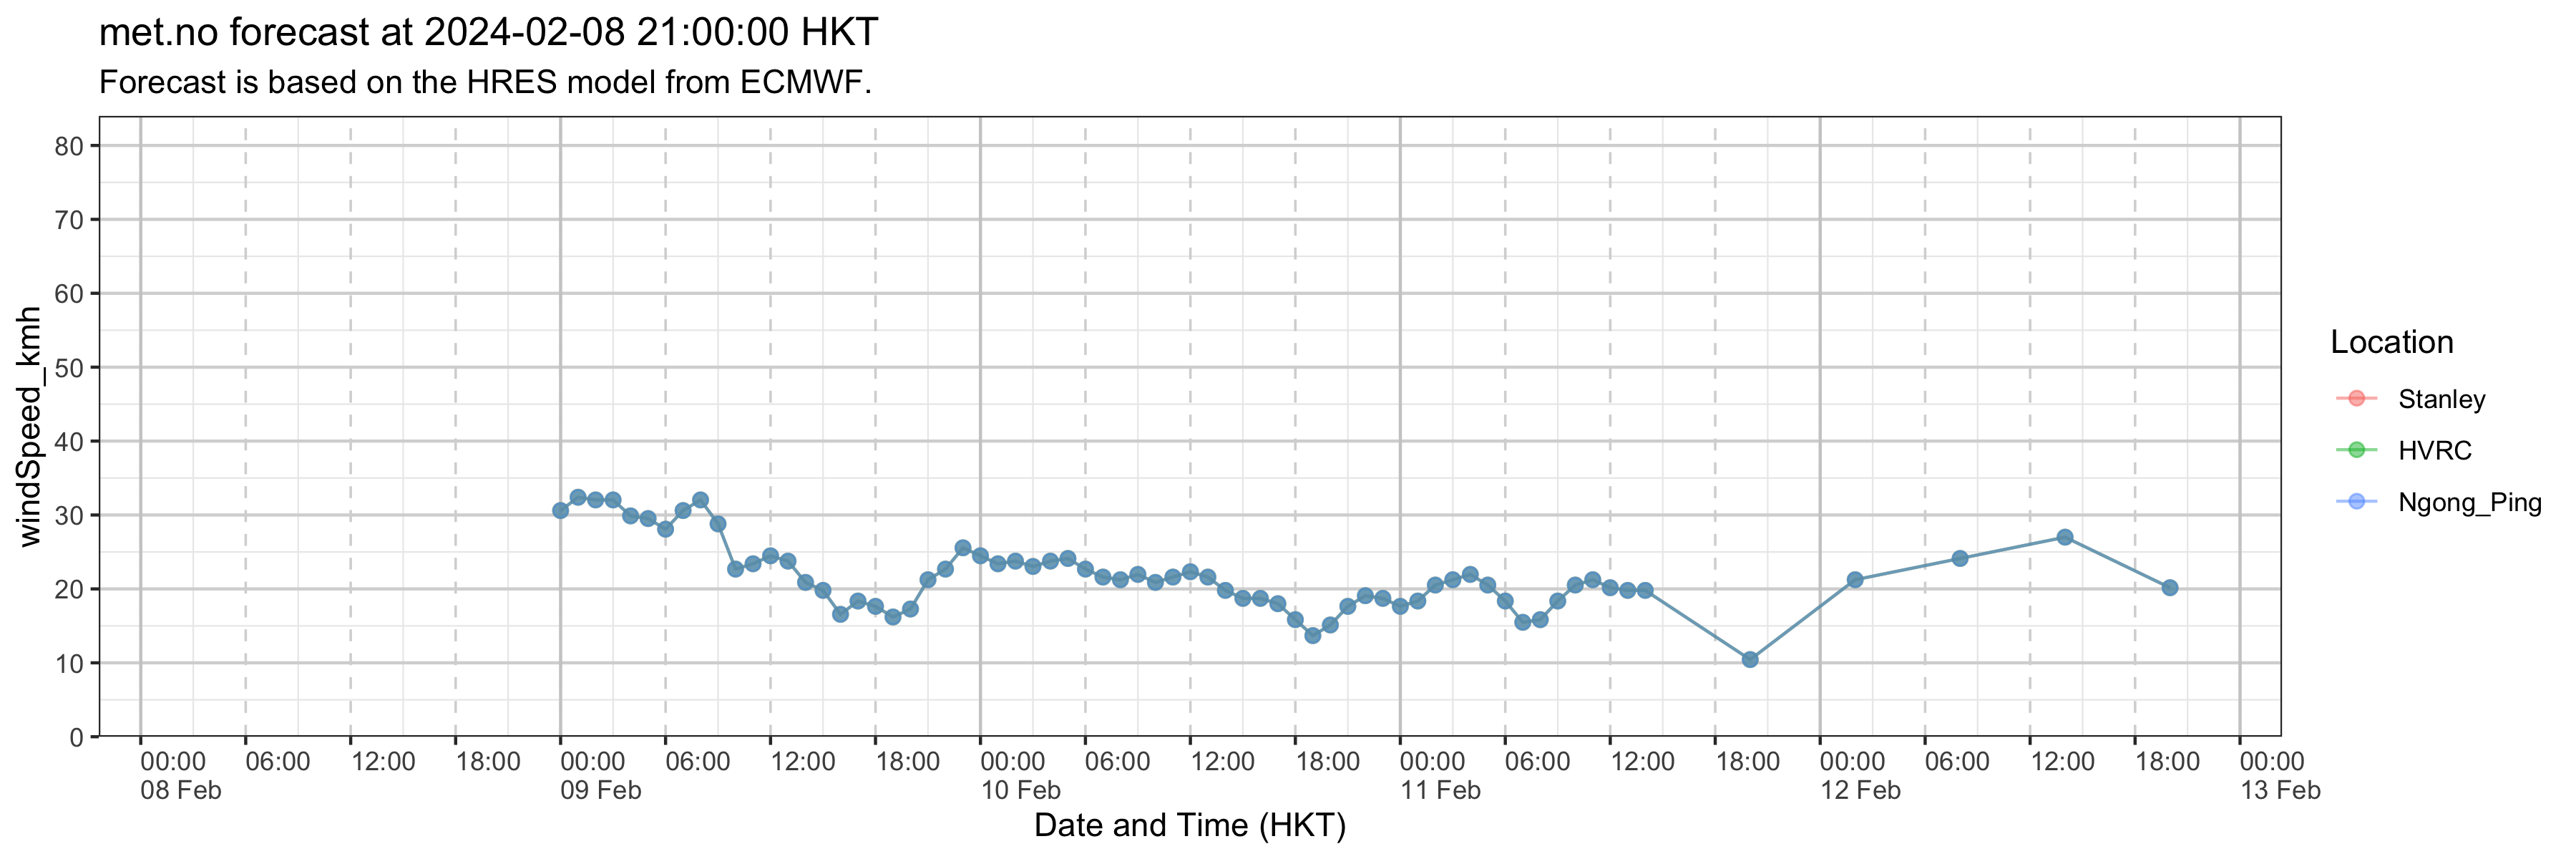 met.no forecast at 2024-02-08 21:00:00 HKT
Forecast is based on the HRES model from ECMWF.
windSpeed_kmh
80
70
60
50
40
30
20
10
0
00:00 06:00 12:00 18:00 00:00 06:00 12:00 18:00 00:00 06:00 12:00 18:00 00:00 06:00 12:00 18:00 00:00 06:00 12:00 18:00 00:00
08 Feb 09 Feb 10 Feb 11 Feb 12 Feb 13 Feb
Date and Time (HKT)
Location
Stanley
HVRC
Ngong_Ping